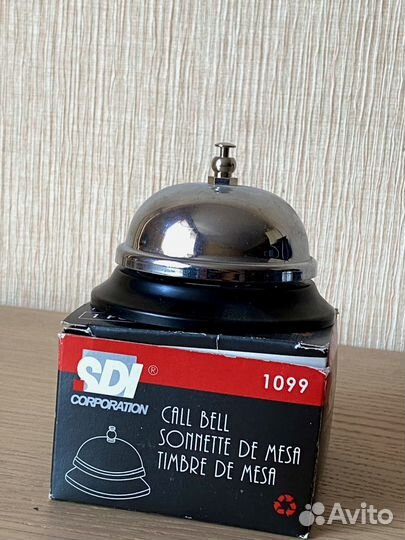 SDI®
CORPORATION
1099
CALL BELL
SONNETTE DE MESA
TIMBRE DE MESA
Avito